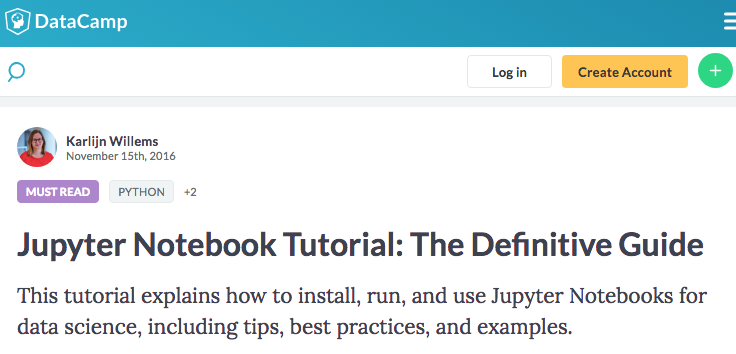 DataCamp
Log in
Create Account
+
Karlijn Willems
November 15th, 2016
MUST READ PYTHON +2
Jupyter Notebook Tutorial: The Definitive Guide
This tutorial explains how to install, run, and use Jupyter Notebooks for
data science, including tips, best practices, and examples.